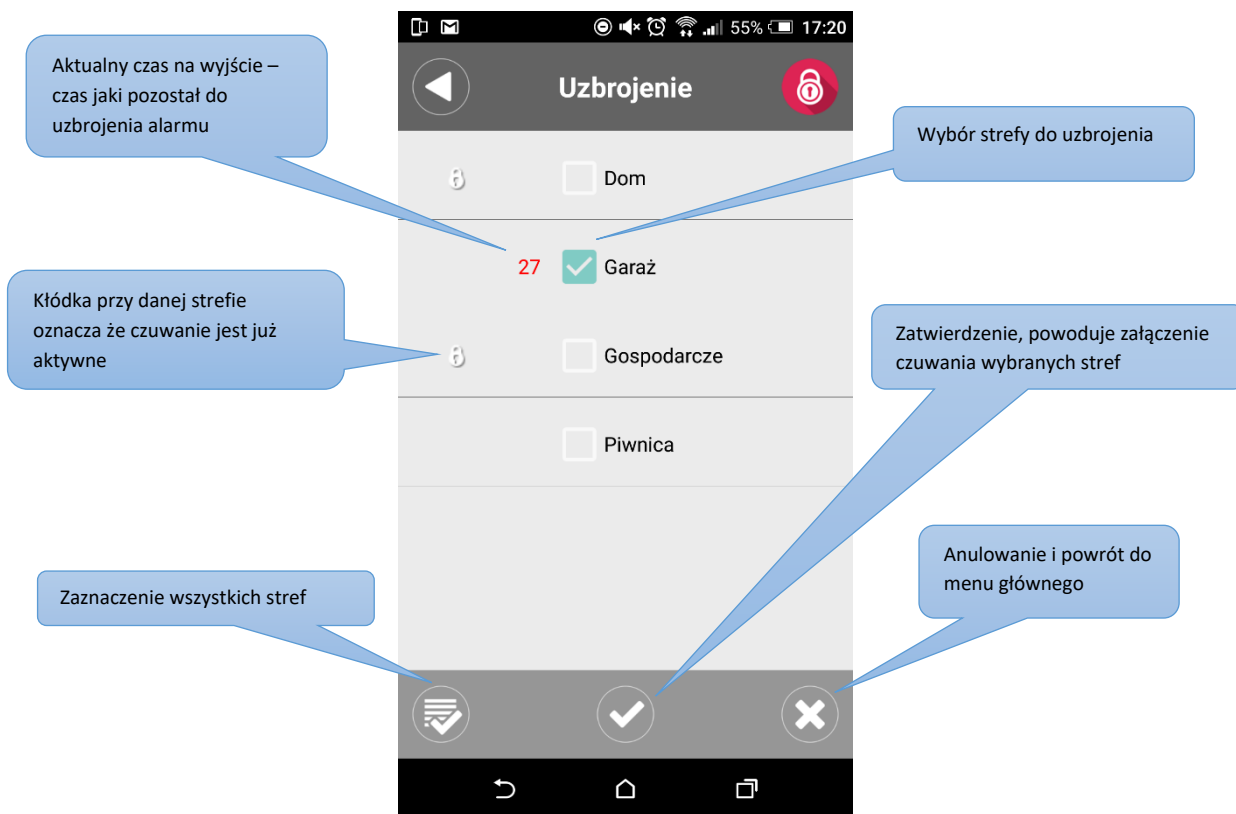 55% 17:20
Uzbrojenie
Aktualny czas na wyjście –
czas jaki pozostał do
uzbrojenia alarmu
Wybór strefy do uzbrojenia
Dom
27 Garaż
Kłódka przy danej strefie
oznacza że czuwanie jest już
aktywne
Gospodarcze
Zatwierdzenie, powoduje załączenie
czuwania wybranych stref
Piwnica
Anulowanie i powrót do
menu głównego
Zaznaczenie wszystkich stref